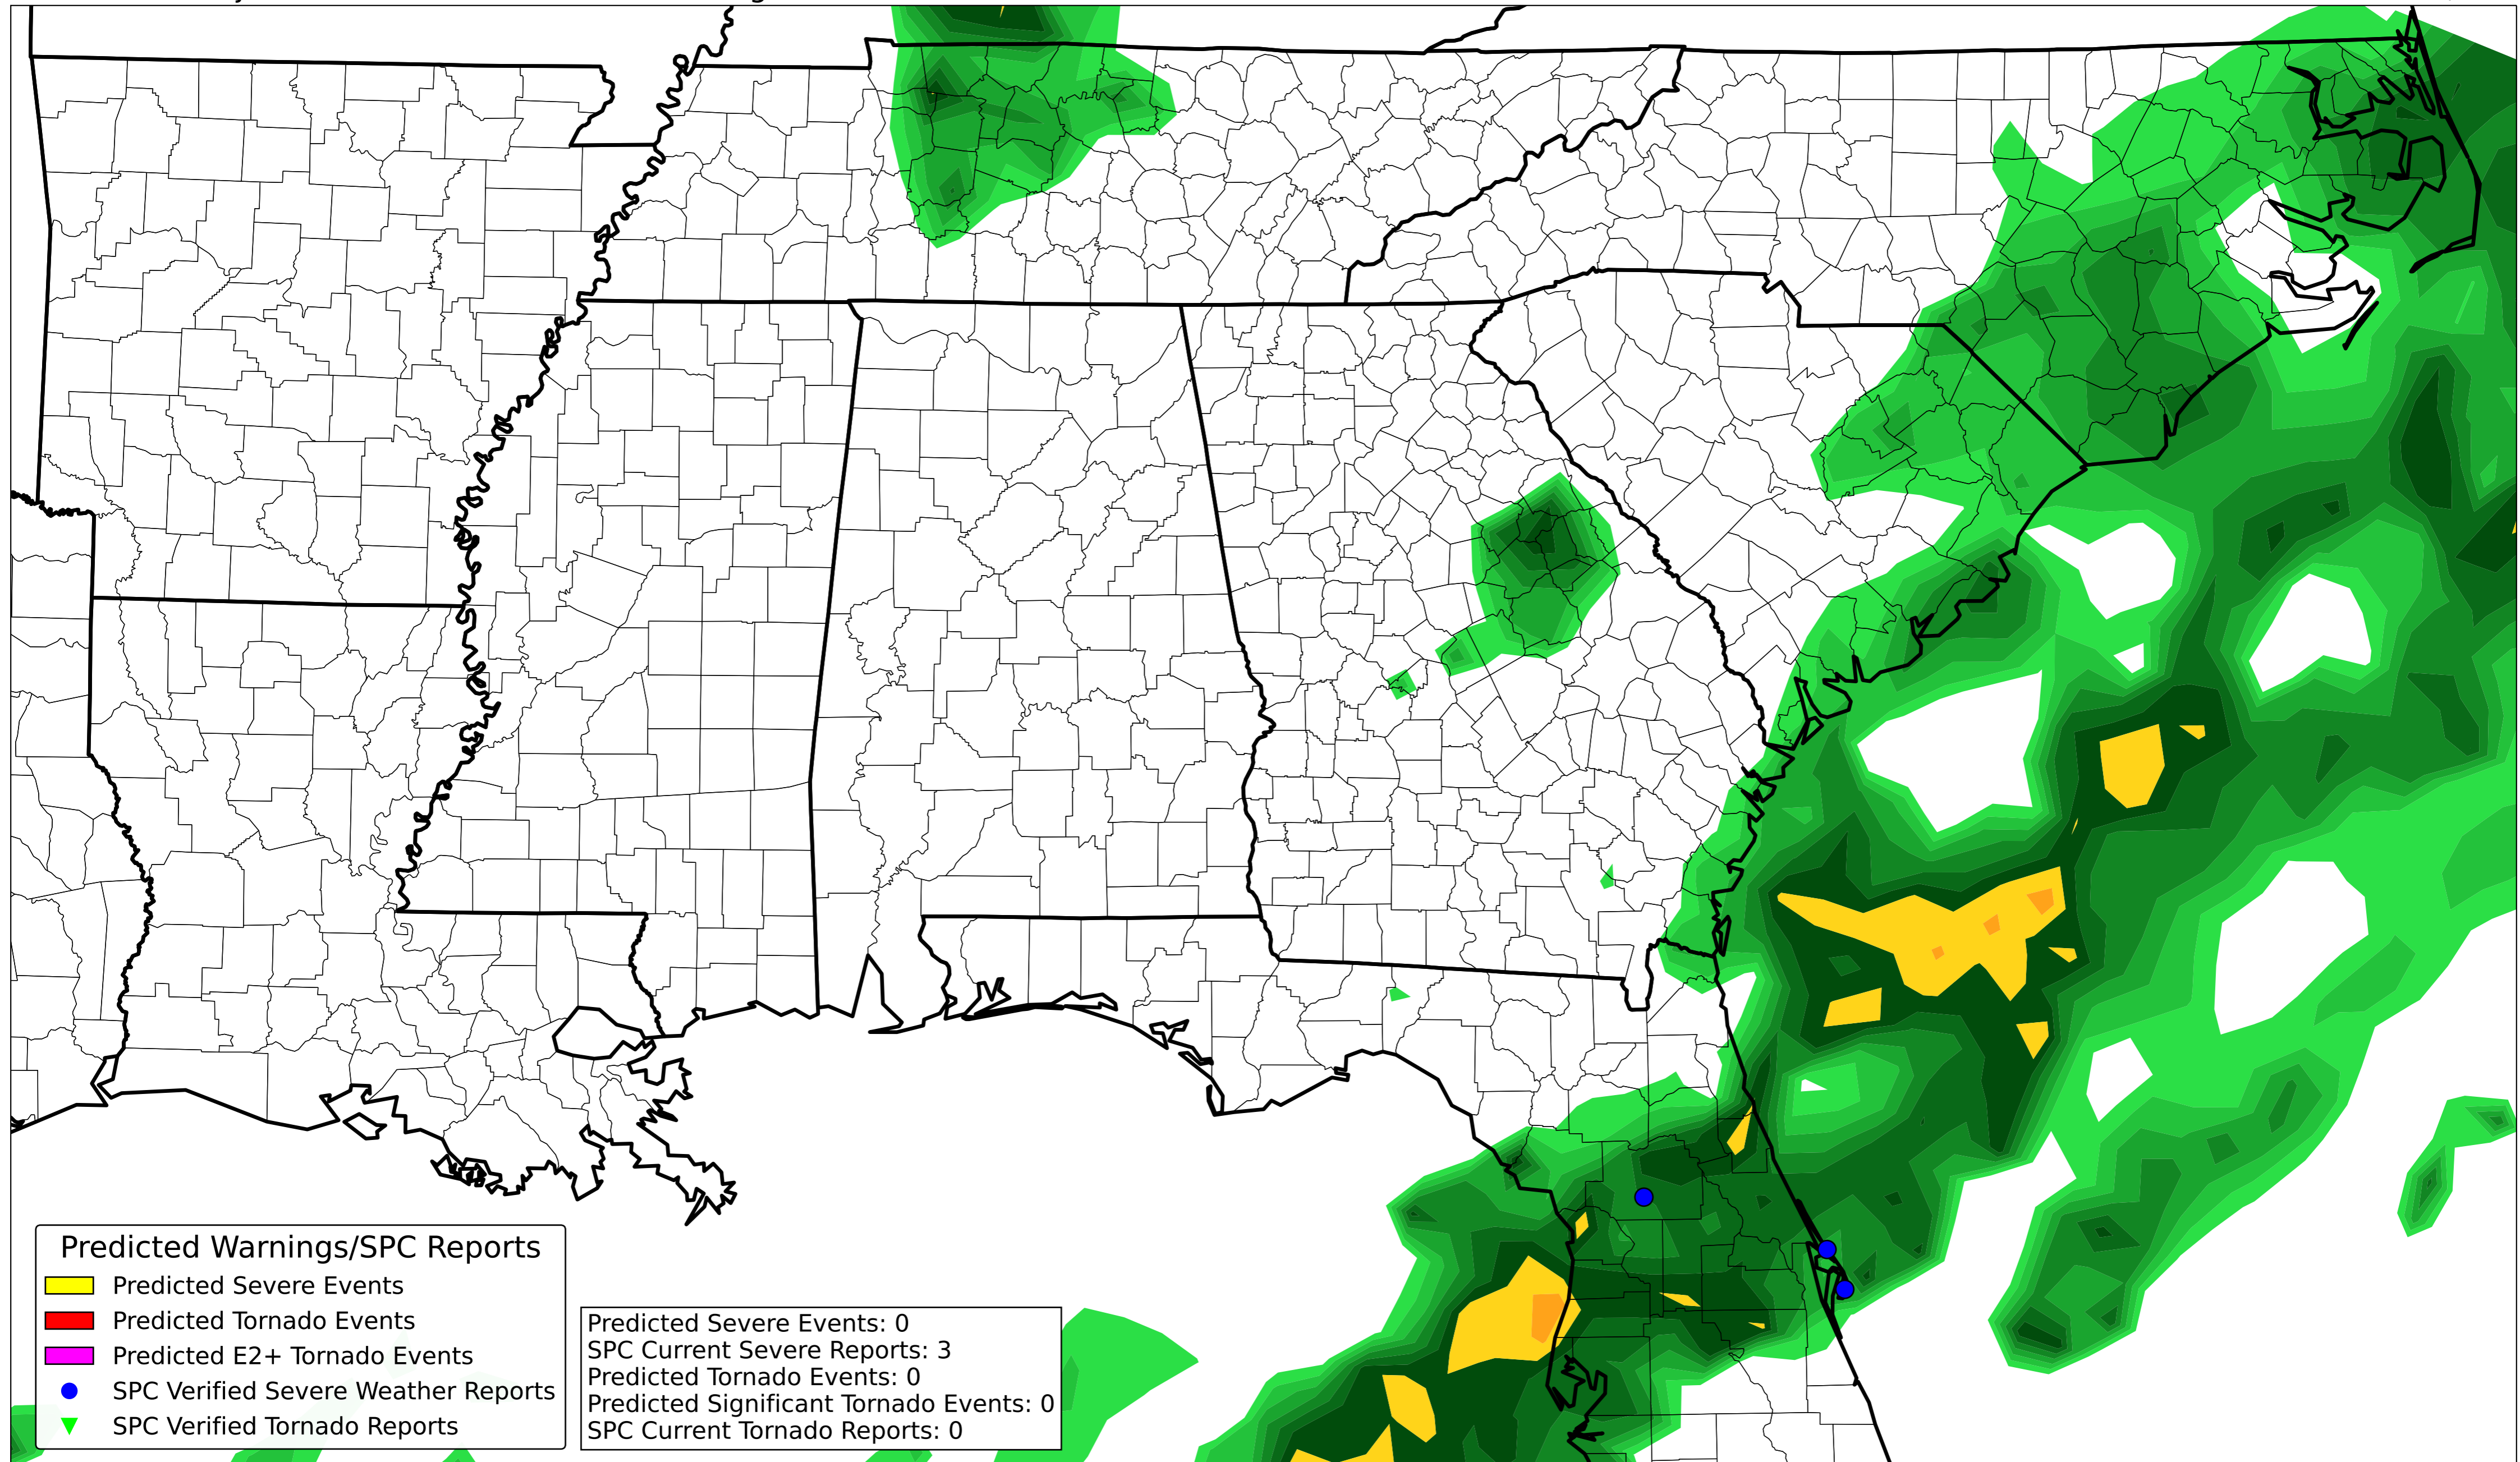 Predicted Warnings/SPC Reports
Predicted Severe Events
Predicted Tornado Events
Predicted E2+ Tornado Events
SPC Verified Severe Weather Reports
SPC Verified Tornado Reports
Predicted Severe Events: 0
SPC Current Severe Reports: 3
Predicted Tornado Events: 0
Predicted Significant Tornado Events: 0
SPC Current Tornado Reports: 0